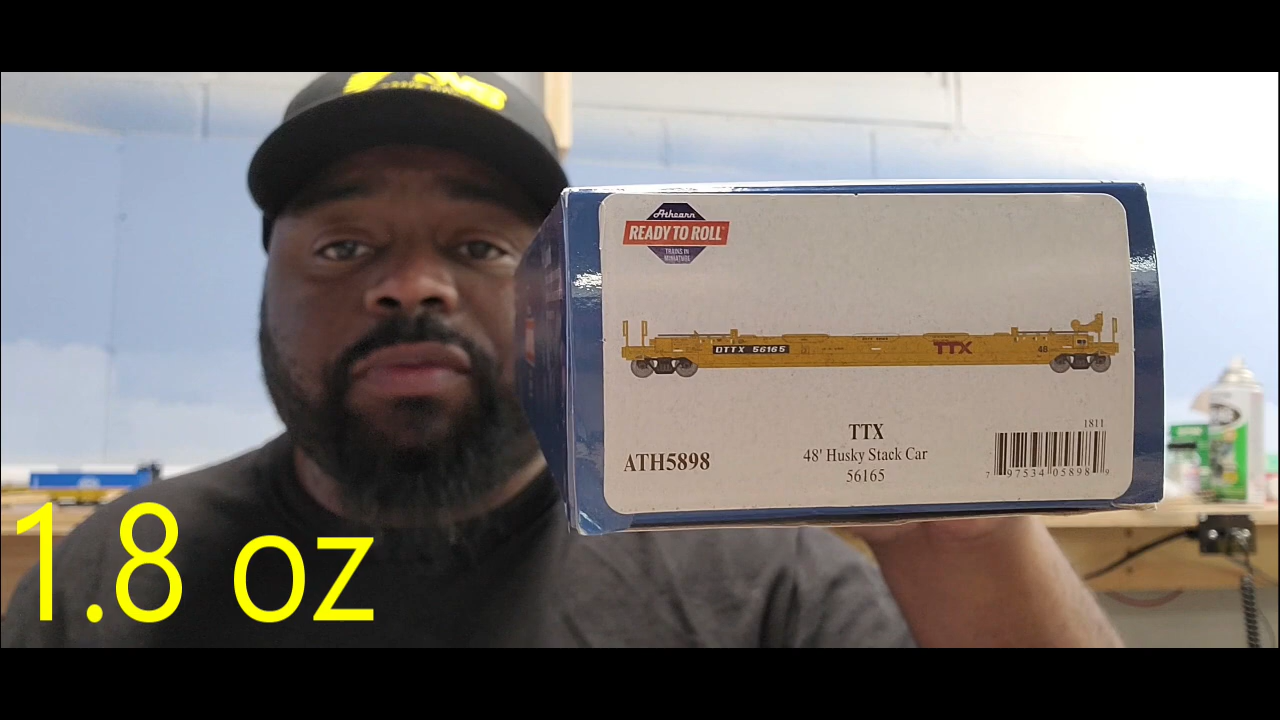 Athearn
READY TO ROLL
TRAINS IN
MINIATURE
DTTX 56165
TTX
48'
ATH5898
TTX
48' Husky Stack Car
56165
1811
7 97534 05898 9
1.8 oz